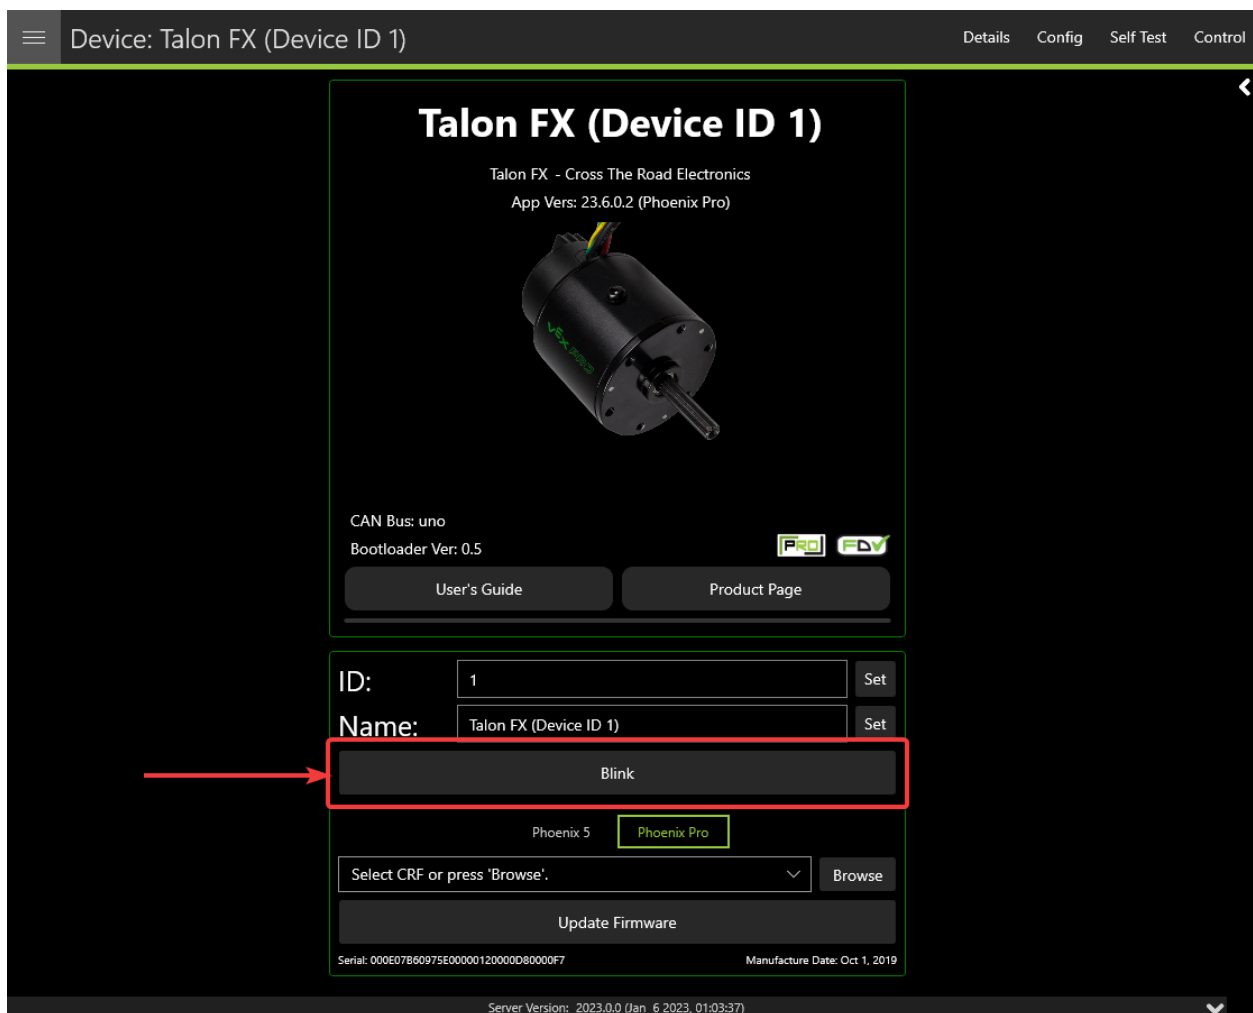 Device: Talon FX (Device ID 1)
Details Config Self Test Control
Talon FX (Device ID 1)
Talon FX - Cross The Road Electronics
App Vers: 23.6.0.2 (Phoenix Pro)
VEX PRO
CAN Bus: uno
Bootloader Ver: 0.5
PRO FDV
User's Guide Product Page
ID: 1 Set
Name: Talon FX (Device ID 1) Set
Blink
Phoenix 5 Phoenix Pro
Select CRF or press 'Browse'. Browse
Update Firmware
Serial: 000E07B60975E00000120000D80000F7 Manufacture Date: Oct 1, 2019
Server Version: 2023.0.0 (Jan 6 2023, 01:03:37)